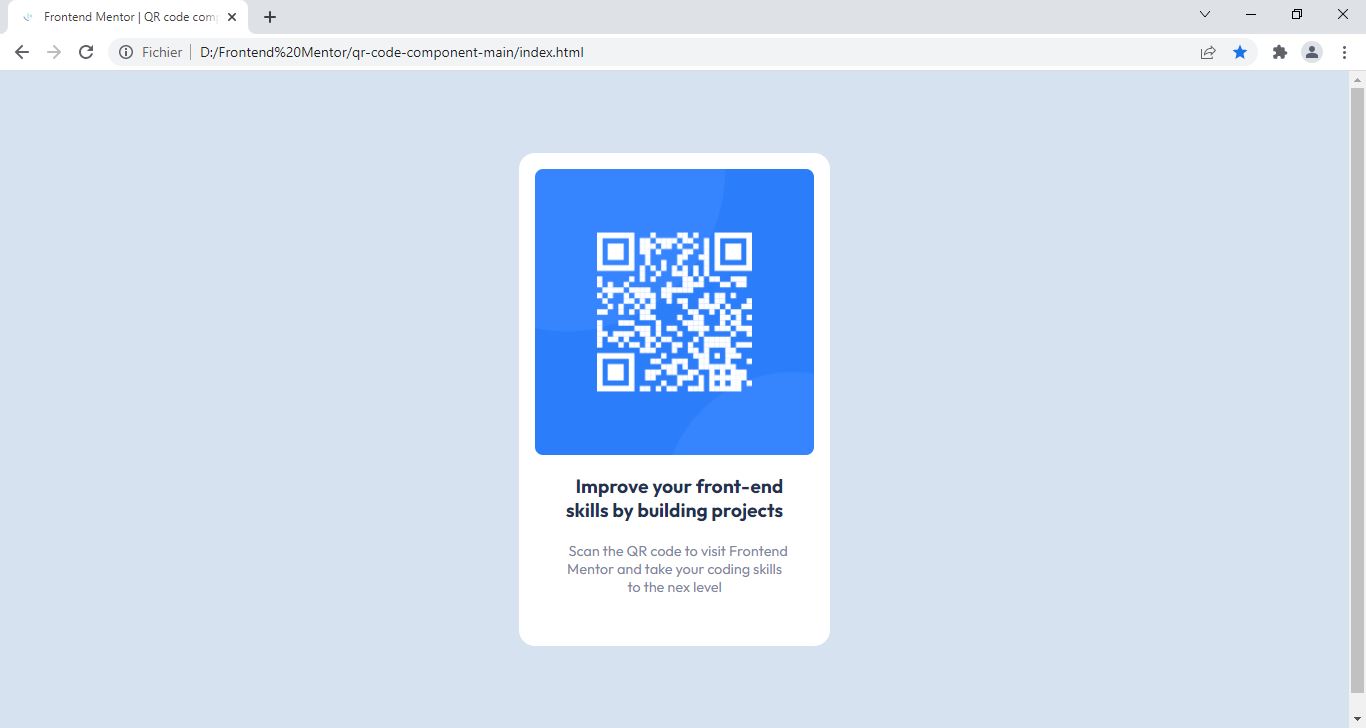 Frontend Mentor | QR code com
Fichier
D:/Frontend%20Mentor/qr-code-component-main/index.html
Improve your front-end
skills by building projects
Scan the QR code to visit Frontend
Mentor and take your coding skills
to the nex level